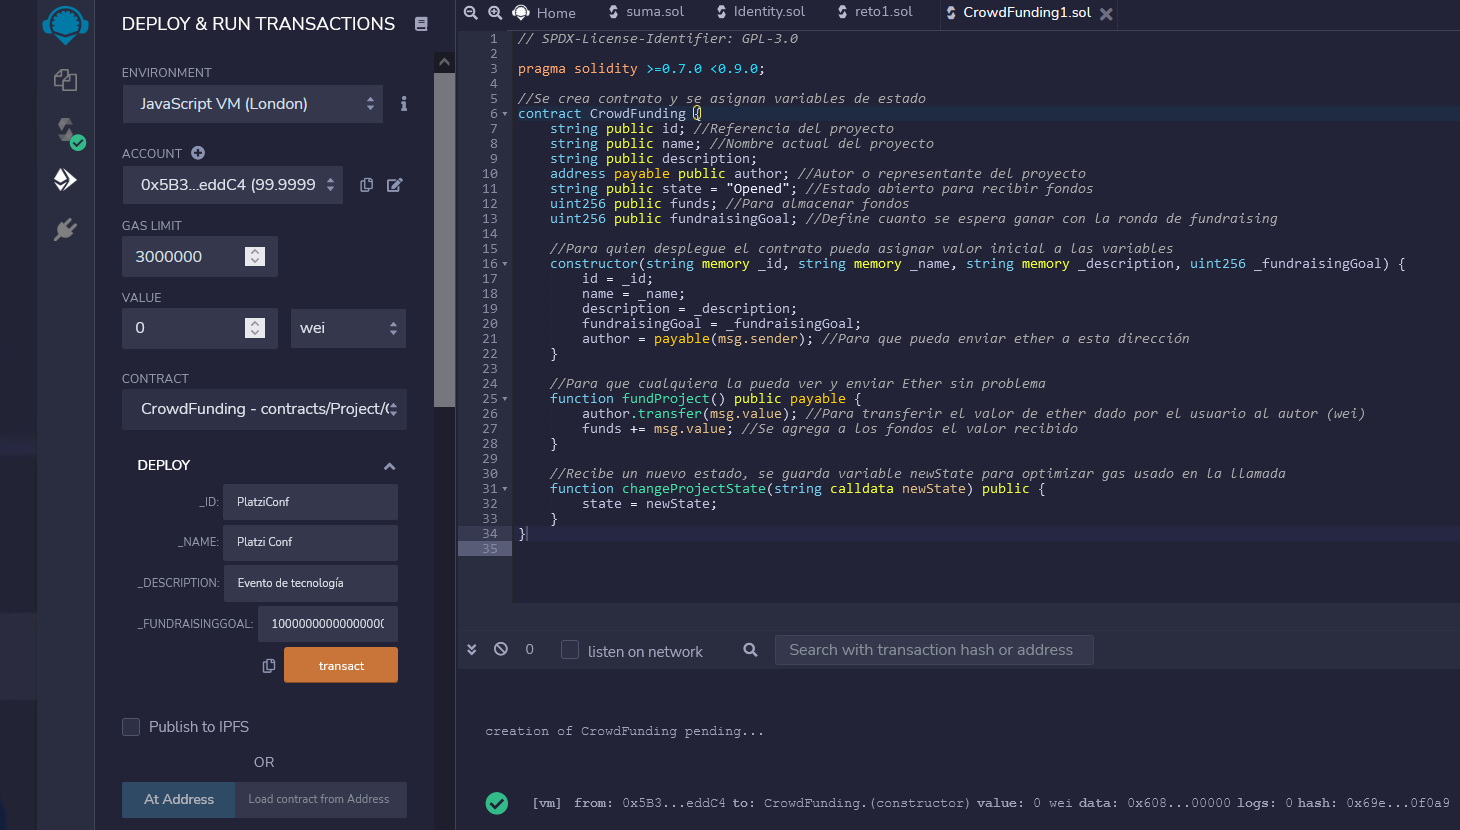 DEPLOY & RUN TRANSACTIONS
ENVIRONMENT
JavaScript VM (London)
ACCOUNT
0x5B3...eddC4 (99.9999
GAS LIMIT
3000000
VALUE
0
wei
CONTRACT
CrowdFunding - contracts/Project/C
DEPLOY
_ID:
PlatziConf
_NAME:
Platzi Conf
_DESCRIPTION:
Evento de tecnología
_FUNDRAISINGGOAL:
transact
Publish to IPFS
OR
At Address
Load contract from Address
Home
suma.sol
Identity.sol
reto1.sol
CrowdFunding1.sol
1 // SPDX-License-Identifier: GPL-3.0
2
3 pragma solidity >=0.7.0 <0.9.0;
4
5 //Se crea contrato y se asignan variables de estado
6 contract CrowdFunding {
7 string public id; //Referencia del proyecto
8 string public name; //Nombre actual del proyecto
9 string public description;
10 address payable public author; //Autor o representante del proyecto
11 string public state = "Opened"; //Estado abierto para recibir fondos
12 uint256 public funds; //Para almacenar fondos
13 uint256 public fundraisingGoal; //Define cuanto se espera ganar con la ronda de fundraising
14
15 //Para quien despleque el contrato pueda asignar valor inicial a las variables
16 constructor(string memory _id, string memory _name, string memory _description, uint256 _fundraisingGoal) {
17 id = _id;
18 name = _name;
19 description = _description;
20 fundraisingGoal = _fundraisingGoal;
21 author = payable(msg.sender); //Para que pueda enviar ether a esta dirección
22 }
23
24 //Para que cualquiera la pueda ver y enviar Ether sin problema
25 function fundProject() public payable {
26 author.transfer(msg.value); //Para transferir el valor de ether dado por el usuario al autor (wei)
27 funds += msg.value; //Se agrega a los fondos el valor recibido
28 }
29
30 //Recibe un nuevo estado, se guarda variable newState para optimizar gas usado en la llamada
31 function changeProjectState(string calldata newState) public {
32 state = newState;
33 }
34 }
35
0
listen on network
Search with transaction hash or address
creation of CrowdFunding pending...
[vm] from: 0x5B3...eddC4 to: CrowdFunding.(constructor) value: 0 wei data: 0x608...00000 logs: 0 hash: 0x69e...0f0a9